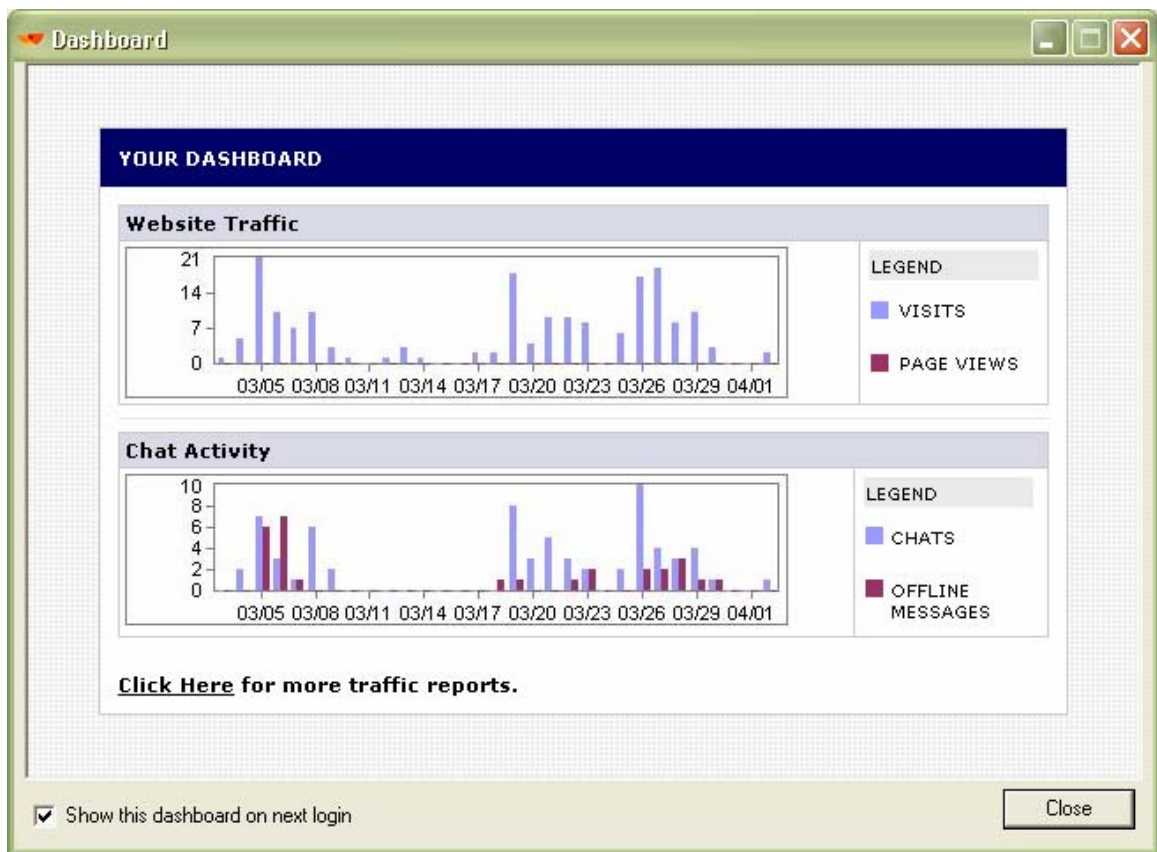 Dashboard
YOUR DASHBOARD
Website Traffic
21
14
7
0
03/05 03/08 03/11 03/14 03/17 03/20 03/23 03/26 03/29 04/01
LEGEND
VISITS
PAGE VIEWS
Chat Activity
10
8
6
4
2
0
03/05 03/08 03/11 03/14 03/17 03/20 03/23 03/26 03/29 04/01
LEGEND
CHATS
OFFLINE
MESSAGES
Click Here for more traffic reports.
Show this dashboard on next login
Close